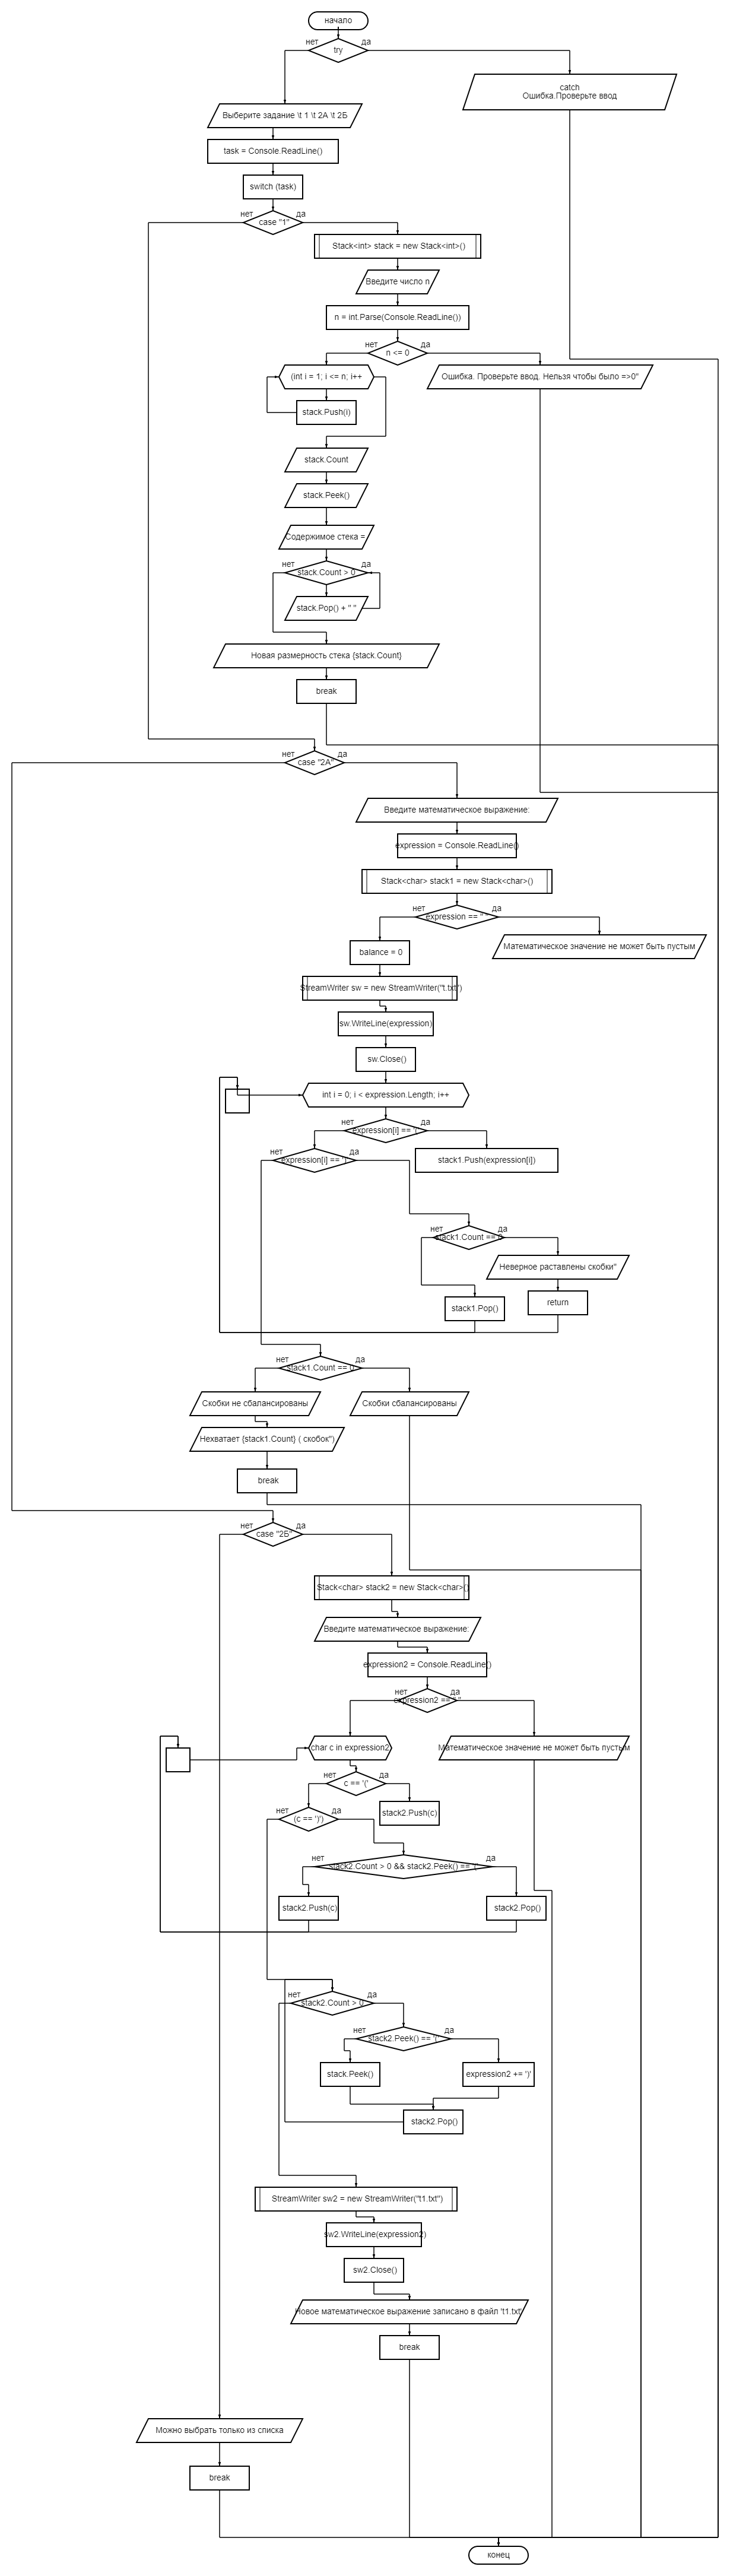 начало
нет
да
try
catch
Ошибка.Проверьте ввод
Выберите задание \t 1 \t 2А \t 2Б
task = Console.ReadLine()
switch (task)
нет
да
case "1"
Stack<int> stack = new Stack<int>()
Введите число n
n = int.Parse(Console.ReadLine())
нет
да
n <= 0
(int i = 1; i <= n; i++
Ошибка. Проверьте ввод. Нельзя чтобы было =>0"
stack.Push(i)
stack.Count
stack.Peek()
Содержимое стека =
нет
да
stack.Count > 0
stack.Pop() + " "
Новая размерность стека {stack.Count}
break
нет
да
case "2А"
Введите математическое выражение:
expression = Console.ReadLine()
Stack<char> stack1 = new Stack<char>()
нет
да
expression == " "
Математическое значение не может быть пустым
balance = 0
StreamWriter sw = new StreamWriter("t.txt")
sw.WriteLine(expression)
sw.Close()
int i = 0; i < expression.Length; i++
нет
да
expression[i] == '('
нет
да
expression[i] == ')'
stack1.Push(expression[i])
нет
да
stack1.Count == 0
Неверное раставлены скобки"
stack1.Pop()
return
нет
да
stack1.Count == 0
Скобки не сбалансированы
Скобки сбалансированы
Нехватает {stack1.Count} ( скобок")
break
нет
да
case "2Б"
Stack<char> stack2 = new Stack<char>()
Введите математическое выражение:
expression2 = Console.ReadLine()
нет
да
expression2 == " "
char c in expression2
Математическое значение не может быть пустым
нет
да
c == '('
stack2.Push(c)
нет
да
(c == ')')
нет
да
stack2.Count > 0 && stack2.Peek() == '('
stack2.Push(c)
stack2.Pop()
нет
да
stack2.Count > 0
нет
да
stack2.Peek() == '('
stack.Peek()
expression2 += ')'
stack2.Pop()
StreamWriter sw2 = new StreamWriter("t1.txt")
sw2.WriteLine(expression2)
sw2.Close()
Новое математическое выражение записано в файл 't1.txt'
break
Можно выбрать только из списка
break
конец